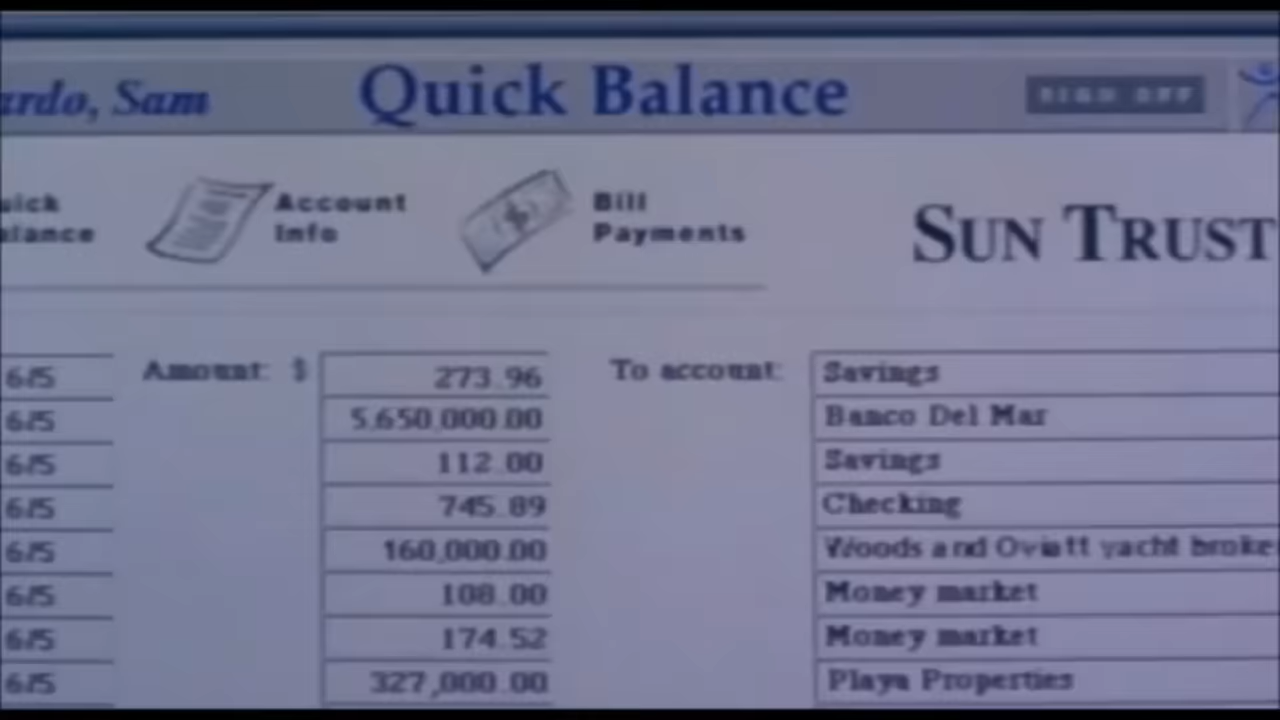 ardo, Sam
Quick Balance
SIGN OFF
uick
alance
Account
Info
Bill
Payments
SUN TRUST
6/5 Amount: $ 273.96 To account: Savings
6/5 5,650,000.00 Banco Del Mar
6/5 112.00 Savings
6/5 745.89 Checking
6/5 160,000.00 Woods and Oviatt yacht broke
6/5 108.00 Money market
6/5 174.52 Money market
6/5 327,000.00 Playa Properties